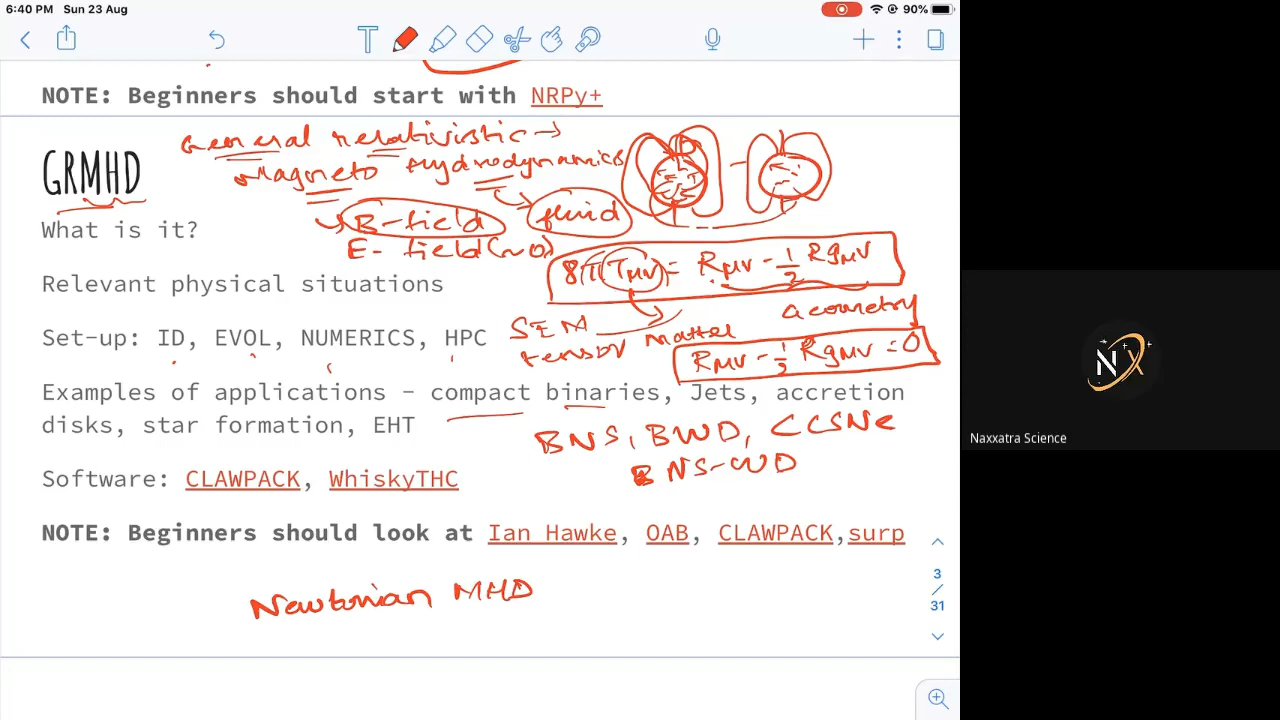 6:40 PM Sun 23 Aug
90%
NOTE: Beginners should start with NRPy+
General relativistic →
Magneto Hydrodynamics
GRMHD
B-field
fluid
What is it?
E-field(~0)
8πTμν = Rμν - 1/2 Rgμν
Relevant physical situations
Geometry
SEM
tensor
matter
Set-up: ID, EVOL, NUMERICS, HPC
Rμν - 1/2 Rgμν = 0
Examples of applications - compact binaries, Jets, accretion
disks, star formation, EHT
BNS, BWD, CCSNe
NS-WD
Software: CLAWPACK, WhiskyTHC
NOTE: Beginners should look at Ian Hawke, OAB, CLAWPACK,surp
Newtonian MHD
3
/
31
NX
Naxxatra Science